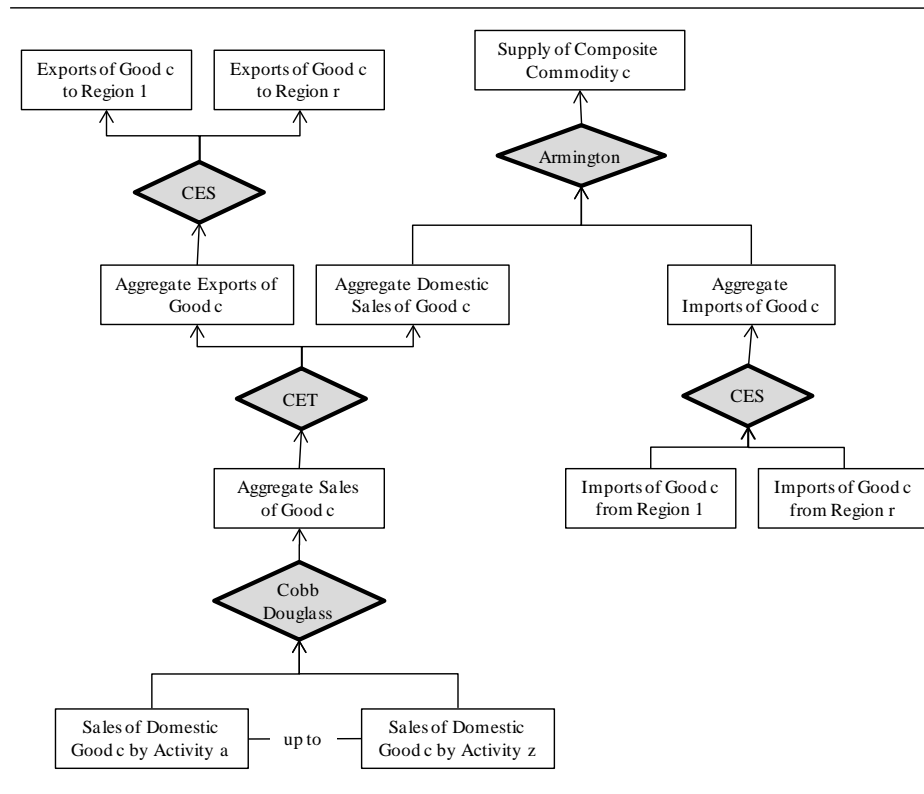 Exports of Good c
to Region 1
Exports of Good c
to Region r
Supply of Composite
Commodity c
Armington
CES
Aggregate Exports of
Good c
Aggregate Domestic
Sales of Good c
Aggregate
Imports of Good c
CET
CES
Aggregate Sales
of Good c
Imports of Good c
from Region 1
Imports of Good c
from Region r
Cobb
Douglass
Sales of Domestic
Good c by Activity a
up to
Sales of Domestic
Good c by Activity z